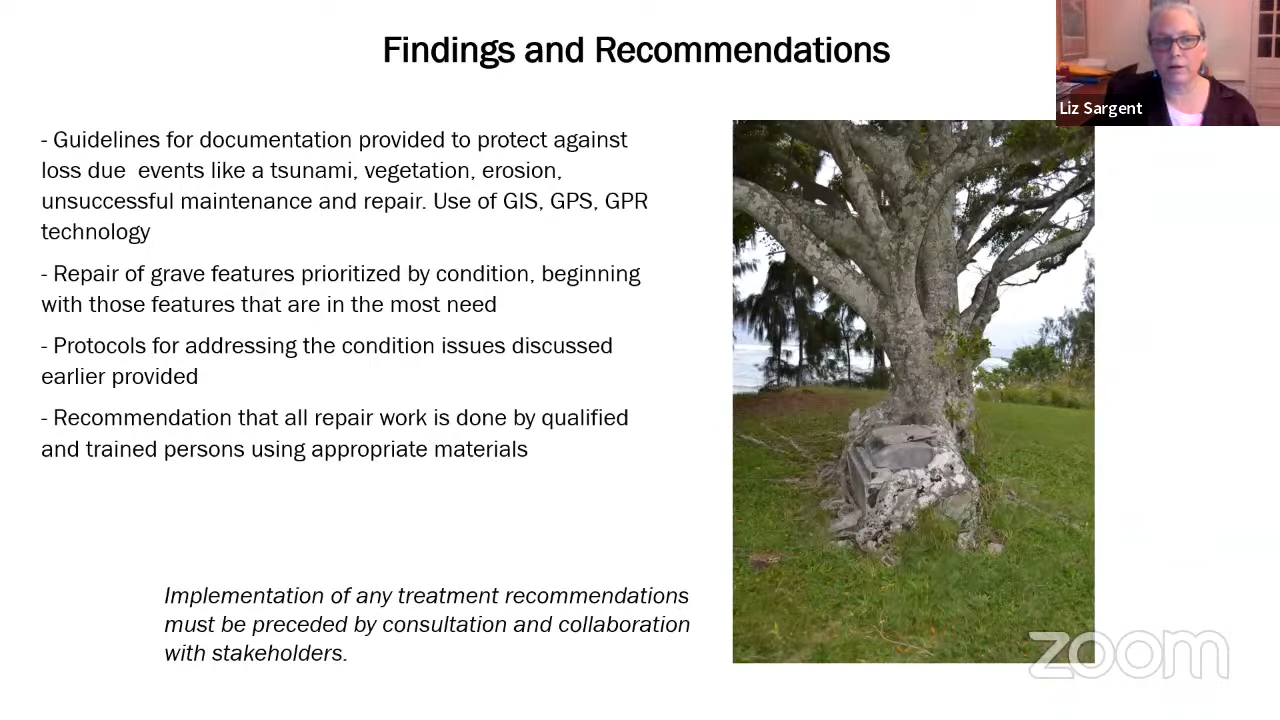 Findings and Recommendations
Liz Sargent
- Guidelines for documentation provided to protect against
loss due  events like a tsunami, vegetation, erosion,
unsuccessful maintenance and repair. Use of GIS, GPS, GPR
technology
- Repair of grave features prioritized by condition, beginning
with those features that are in the most need
- Protocols for addressing the condition issues discussed
earlier provided
- Recommendation that all repair work is done by qualified
and trained persons using appropriate materials
Implementation of any treatment recommendations
must be preceded by consultation and collaboration
with stakeholders.
zoom